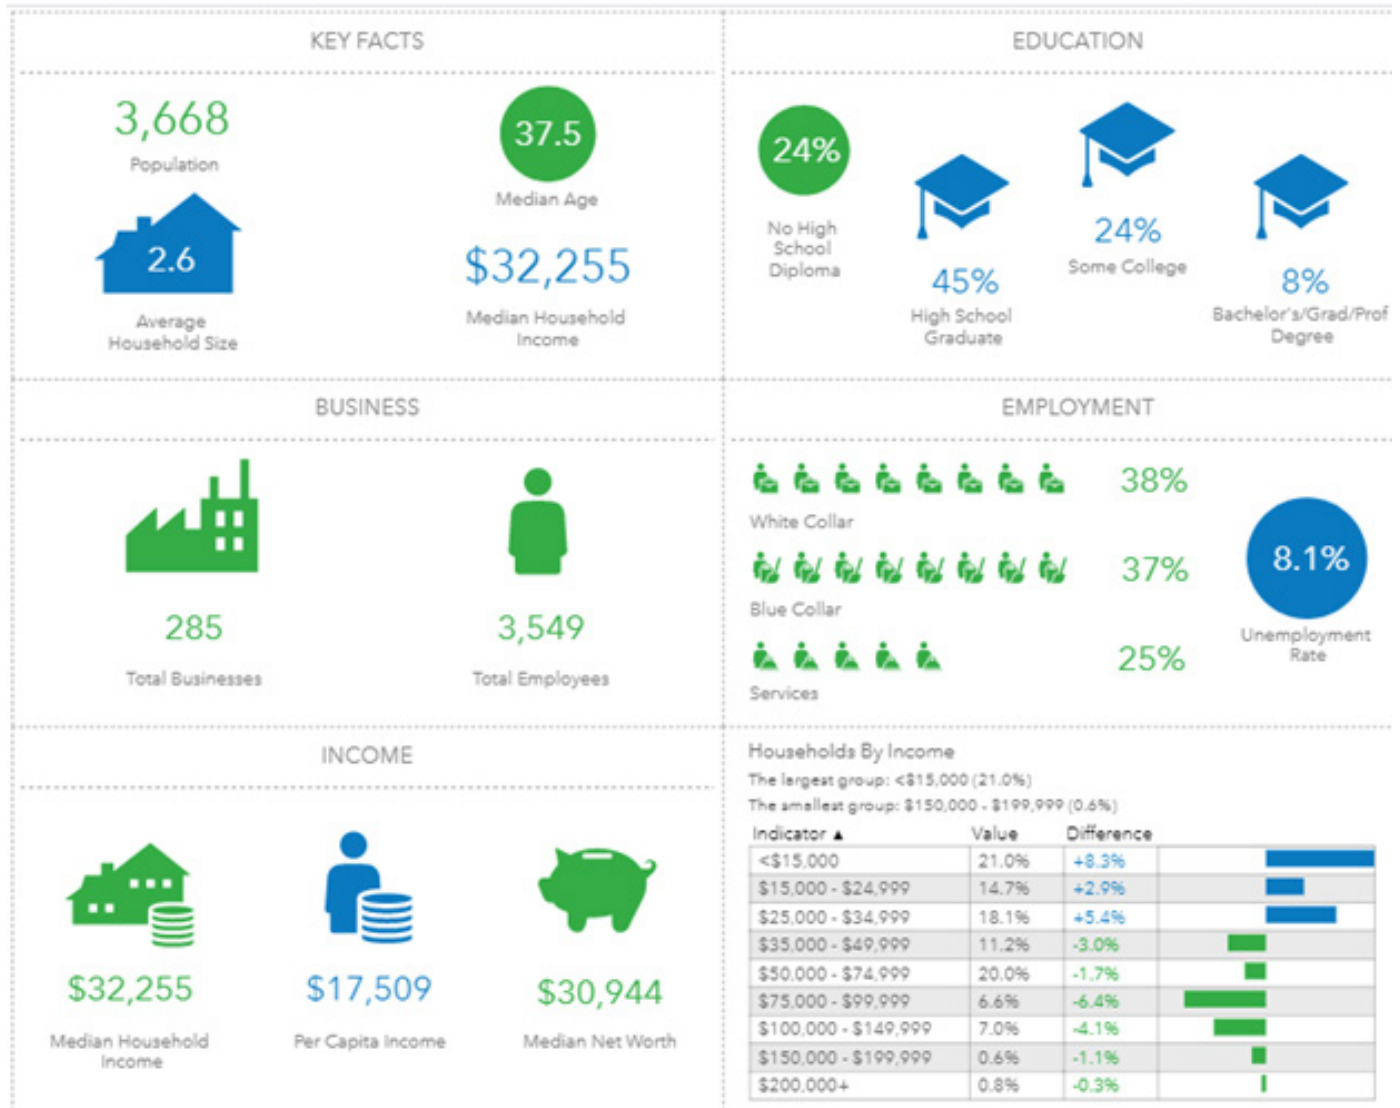 KEY FACTS
3,668
Population
37.5
Median Age
2.6
Average
Household Size
$32,255
Median Household
Income
EDUCATION
24%
No High
School
Diploma
45%
High School
Graduate
24%
Some College
8%
Bachelor's/Grad/Prof
Degree
BUSINESS
285
Total Businesses
3,549
Total Employees
EMPLOYMENT
38%
White Collar
37%
Blue Collar
25%
Services
8.1%
Unemployment
Rate
INCOME
$32,255
Median Household
Income
$17,509
Per Capita Income
$30,944
Median Net Worth
Households By Income
The largest group: <$15,000 (21.0%)
The smallest group: $150,000 - $199,999 (0.6%)
Indicator ▲ Value Difference
<$15,000 21.0% +8.3%
$15,000 - $24,999 14.7% +2.9%
$25,000 - $34,999 18.1% +5.4%
$35,000 - $49,999 11.2% -3.0%
$50,000 - $74,999 20.0% -1.7%
$75,000 - $99,999 6.6% -6.4%
$100,000 - $149,999 7.0% -4.1%
$150,000 - $199,999 0.6% -1.1%
$200,000+ 0.8% -0.3%